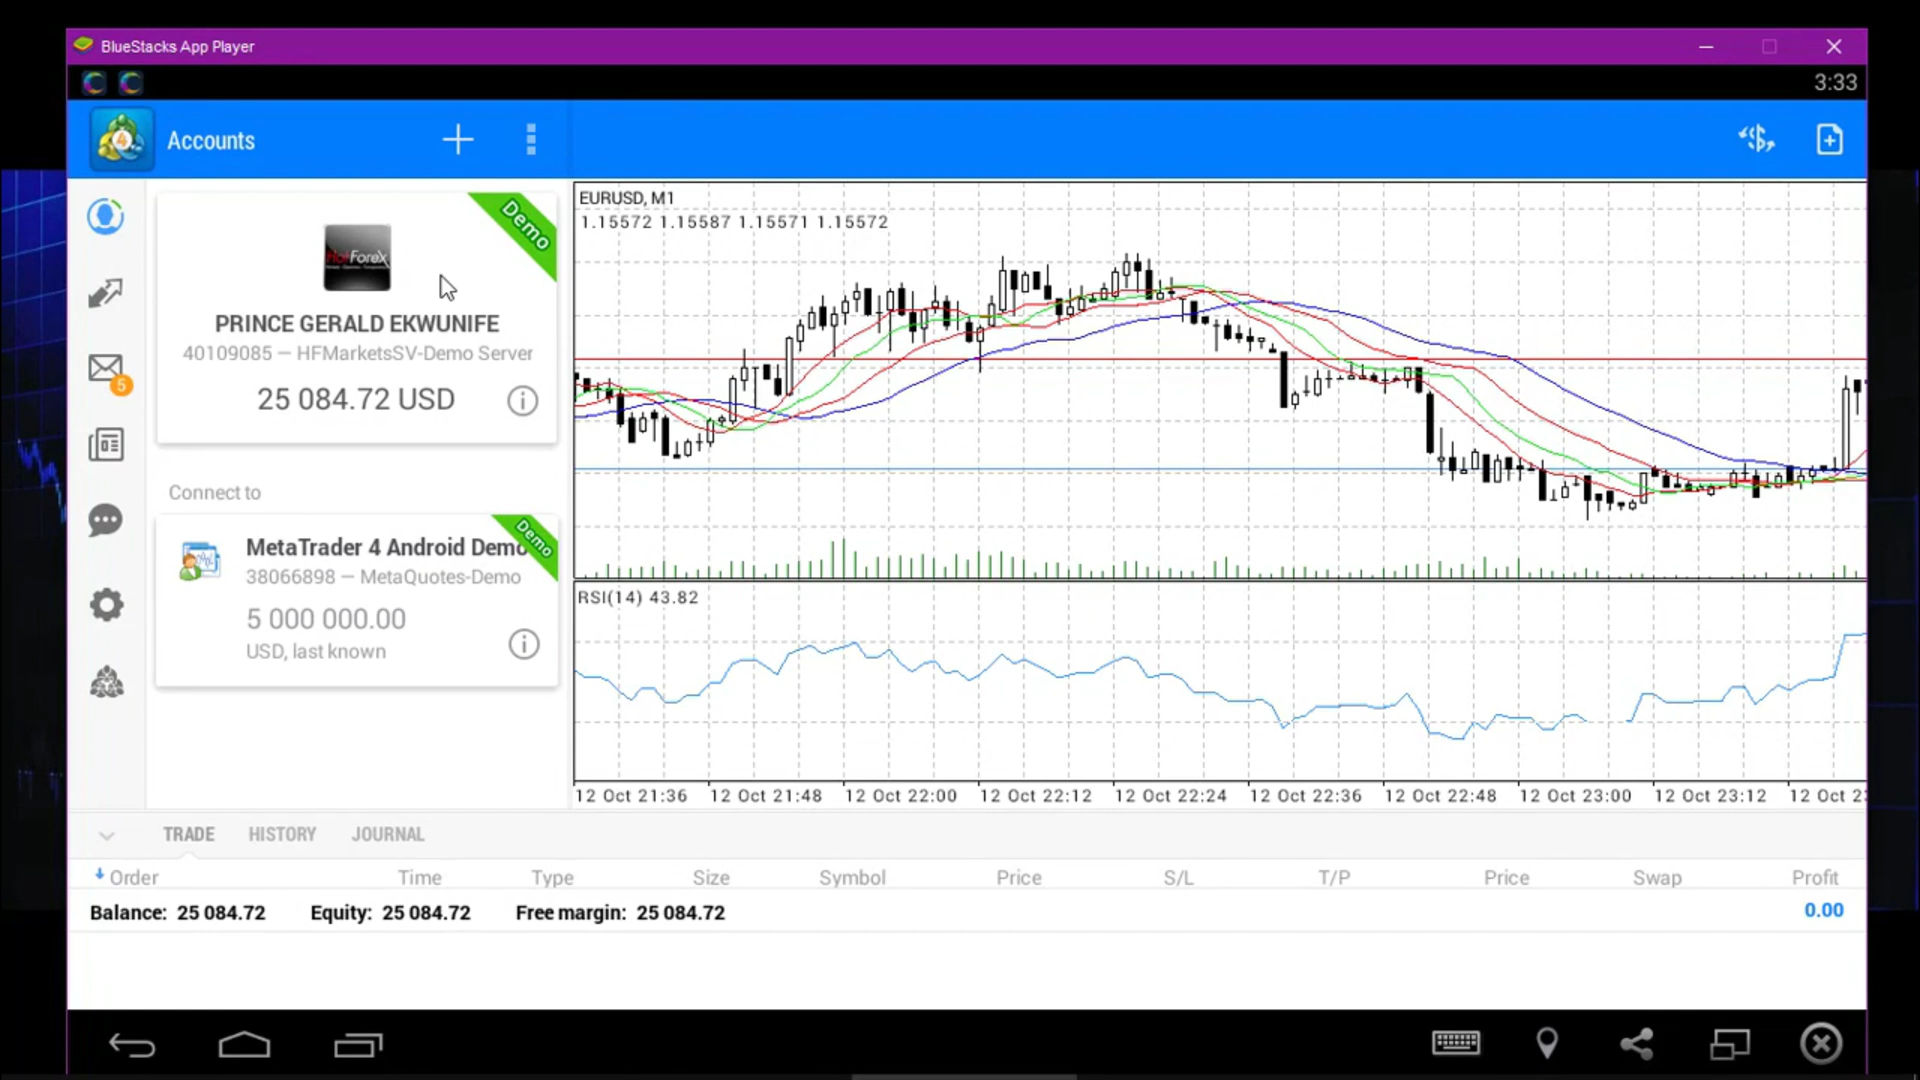 BlueStacks App Player
3:33
Accounts
Demo
HotForex
PRINCE GERALD EKWUNIFE
40109085 — HFMarketsSV-Demo Server
25 084.72 USD
5
Connect to
Demo
MetaTrader 4 Android Demo
38066898 — MetaQuotes-Demo
5 000 000.00
USD, last known
EURUSD, M1
1.15572 1.15587 1.15571 1.15572
RSI(14) 43.82
12 Oct 21:36 12 Oct 21:48 12 Oct 22:00 12 Oct 22:12 12 Oct 22:24 12 Oct 22:36 12 Oct 22:48 12 Oct 23:00 12 Oct 23:12 12 Oct 23:
TRADE HISTORY JOURNAL
Order Time Type Size Symbol Price S/L T/P Price Swap Profit
Balance: 25 084.72 Equity: 25 084.72 Free margin: 25 084.72 0.00